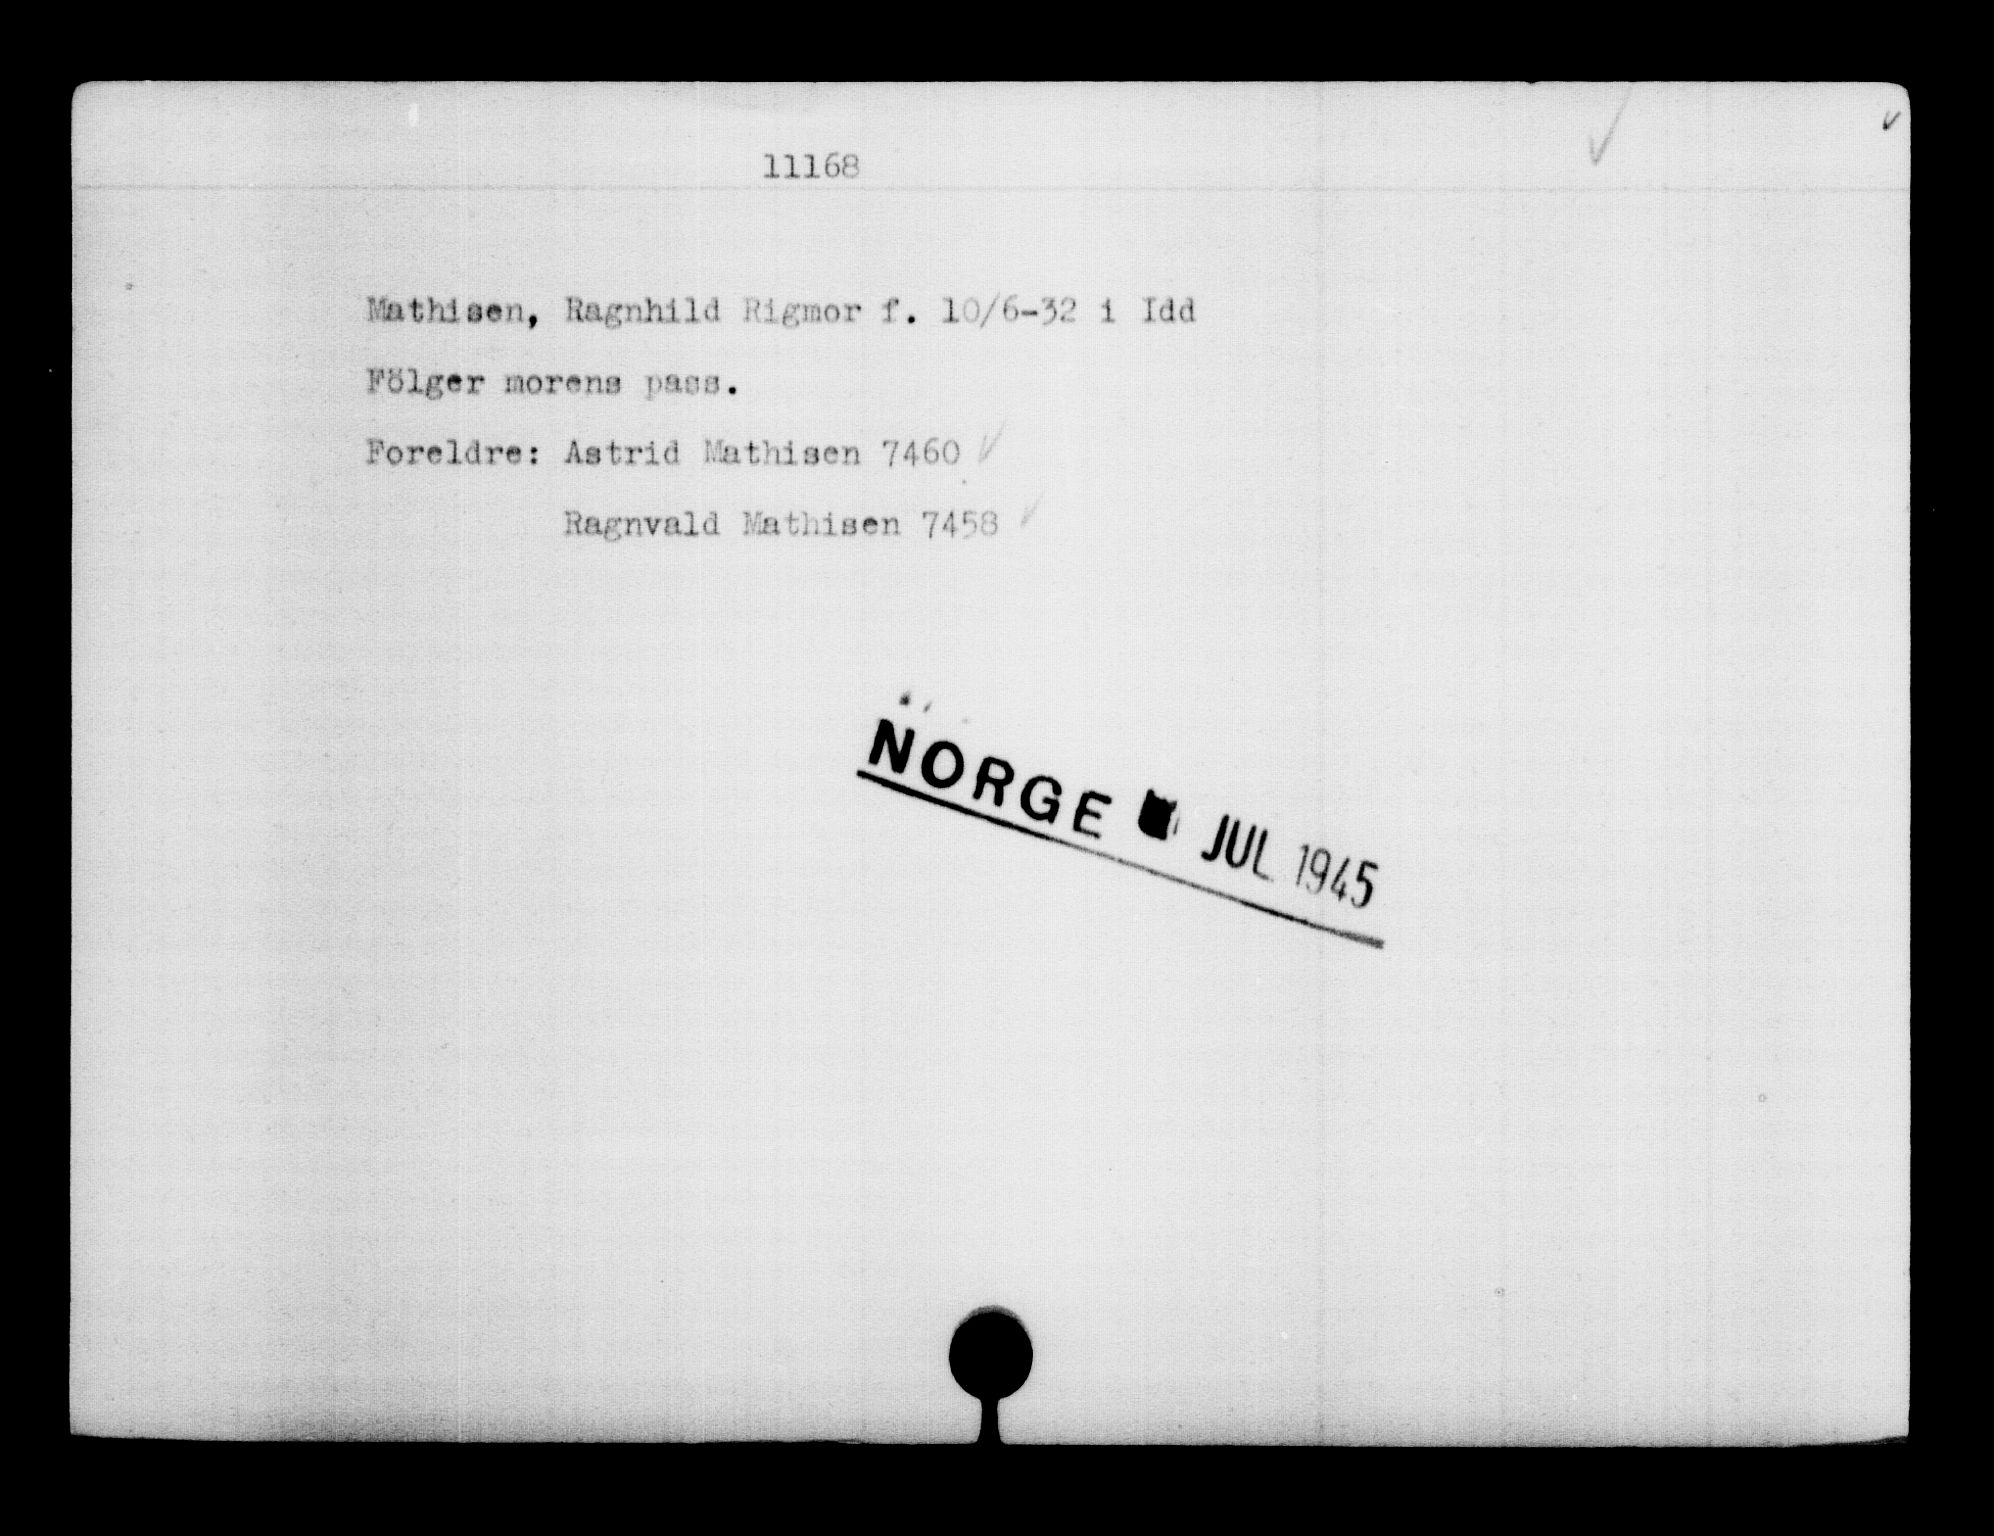 11168
Mathisen, Ragnhild Rigmor f. 10/6-32 i Idd
Fölger morens pass.
Foreldre: Astrid Mathisen 7460
Ragnvald Mathisen 7458
NORGE JUL 1945